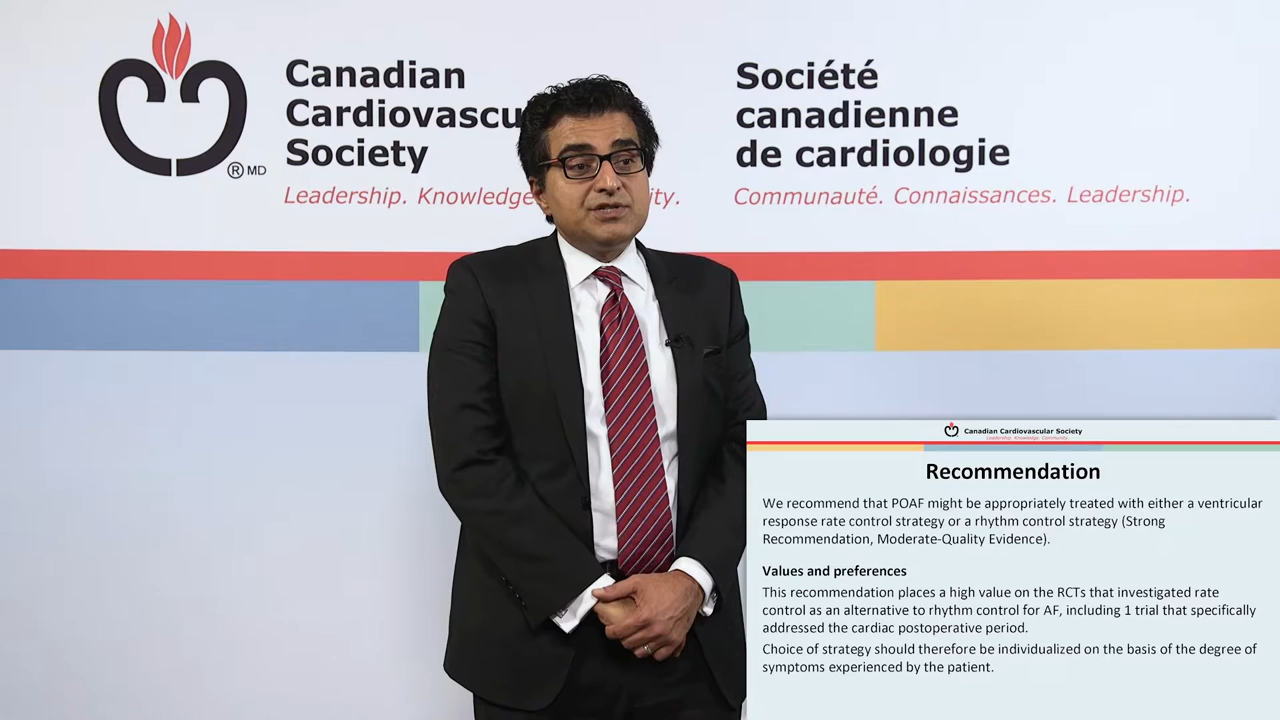 Canadian
Cardiovascu
Society
® MD
Leadership. Knowledge
ity.
Société
canadienne
de cardiologie
Communauté. Connaissances. Leadership.
Canadian Cardiovascular Society
Leadership. Knowledge. Community.
Recommendation
We recommend that POAF might be appropriately treated with either a ventricular
response rate control strategy or a rhythm control strategy (Strong
Recommendation, Moderate-Quality Evidence).
Values and preferences
This recommendation places a high value on the RCTs that investigated rate
control as an alternative to rhythm control for AF, including 1 trial that specifically
addressed the cardiac postoperative period.
Choice of strategy should therefore be individualized on the basis of the degree of
symptoms experienced by the patient.